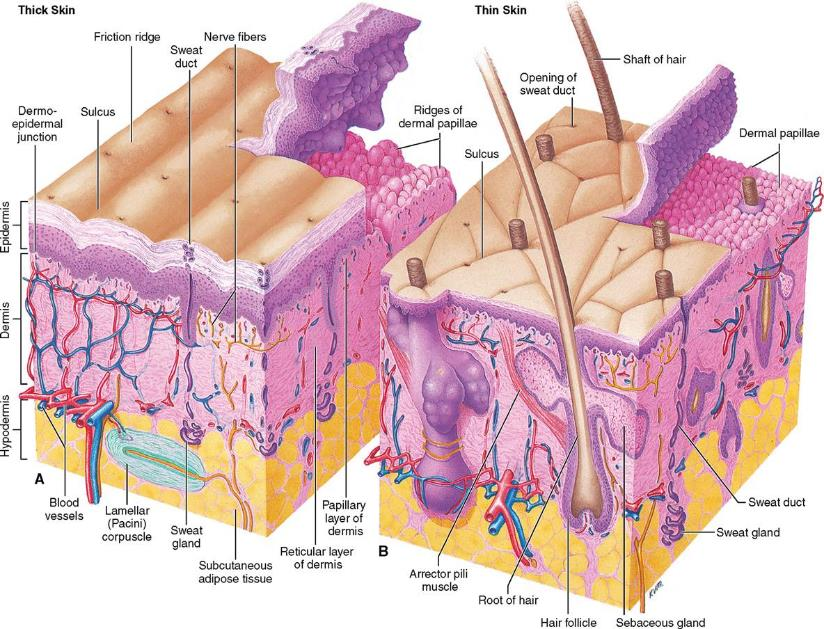 Thick Skin
Thin Skin
Friction ridge
Sweat
duct
Nerve fibers
Dermo-
epidermal
junction
Sulcus
Ridges of
dermal papillae
Epidermis
Dermis
Hypodermis
A
Blood
vessels
Lamellar
(Pacini)
corpuscle
Sweat
gland
Subcutaneous
adipose tissue
Reticular layer
of dermis
Papillary
layer of
dermis
Shaft of hair
Opening of
sweat duct
Sulcus
Dermal papillae
B
Arrector pili
muscle
Root of hair
Hair follicle
Sebaceous gland
Sweat duct
Sweat gland